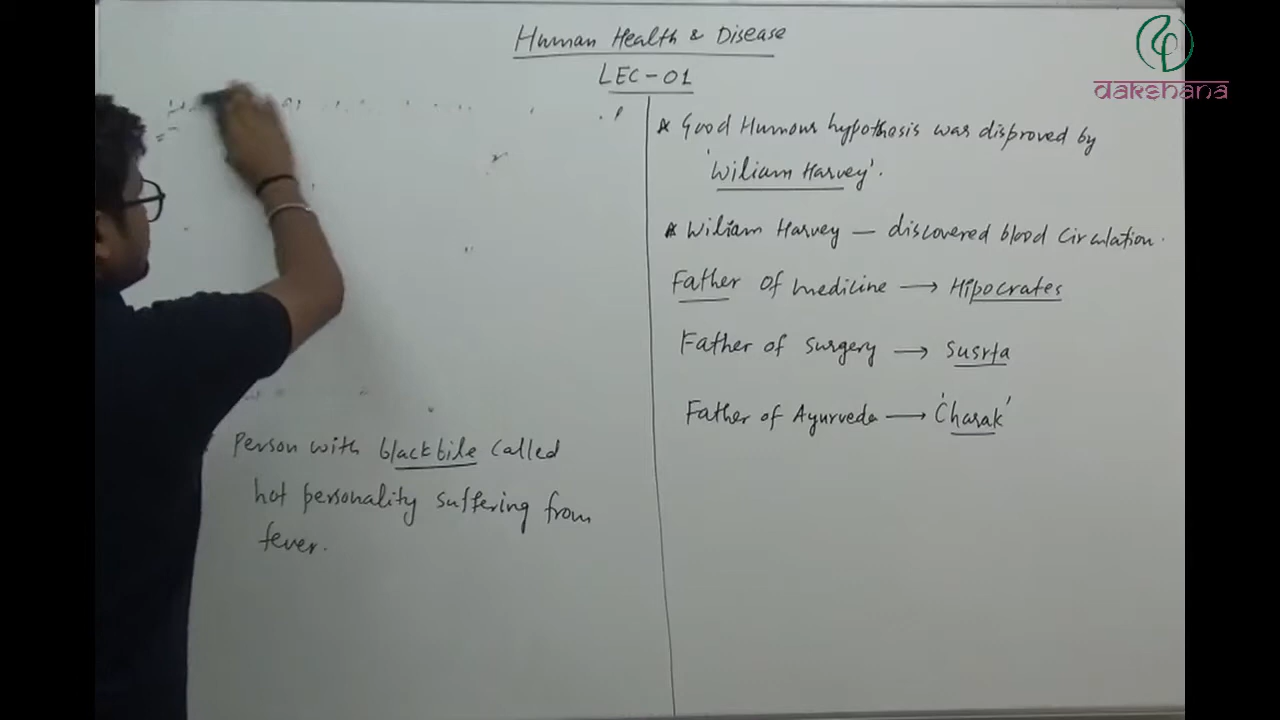 Human Health & Disease
LEC-01
dakshana
Person with blackbile called
hot personality suffering from
fever.
* Good Humous hypothesis was disproved by
'Wiliam Harvey'.
* Wiliam Harvey — discovered blood circulation.
Father of medicine → Hipocrates
Father of surgery → Susrta
Father of Ayurveda → 'Charak'